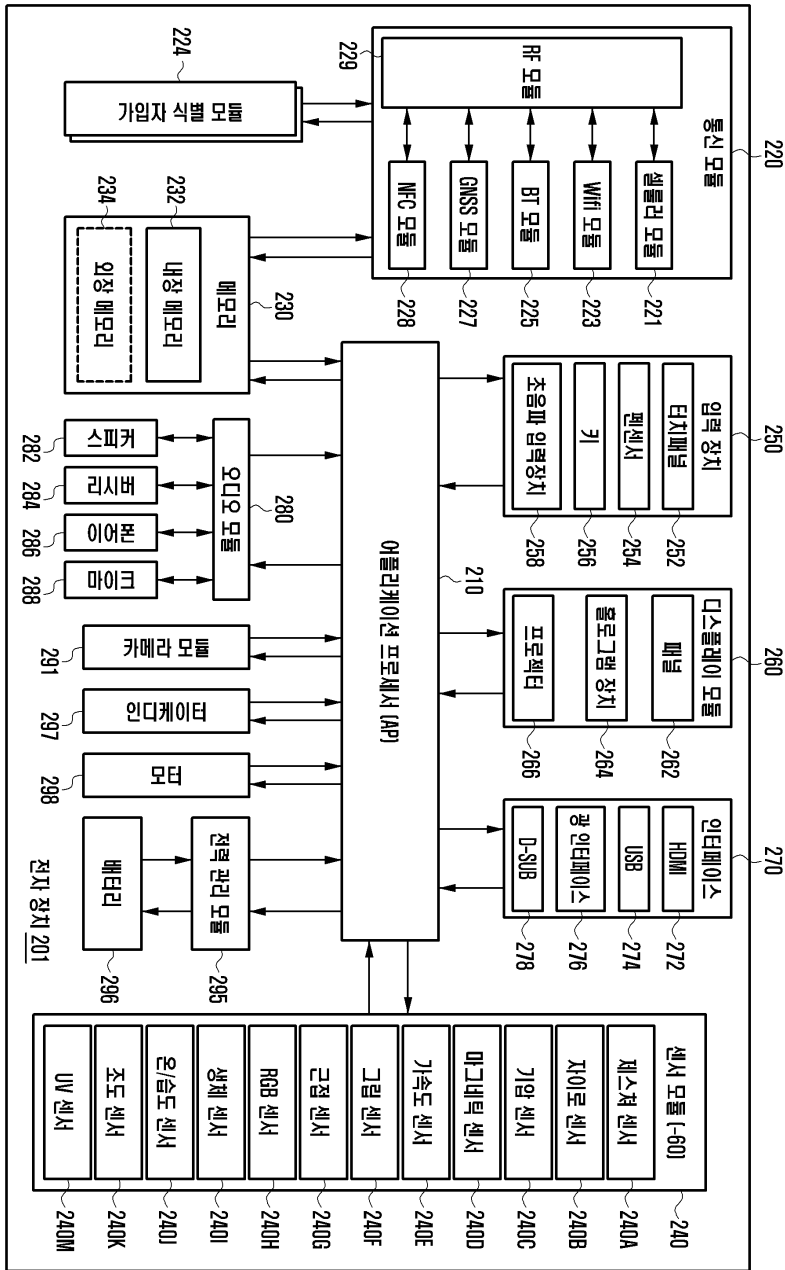 220
통신 모듈
셀룰러 모듈
221
Wifi 모듈
223
BT 모듈
225
GNSS 모듈
227
NFC 모듈
228
RF 모듈
229
가입자 식별 모듈
224
250
입력 장치
터치패널
252
펜센서
254
키
256
초음파 입력장치
258
260
디스플레이 모듈
패널
262
홀로그램 장치
264
프로젝터
266
270
인터페이스
HDMI
272
USB
274
광 인터페이스
276
D-SUB
278
210
어플리케이션 프로세서 (AP)
메모리
230
내장 메모리
232
외장 메모리
234
오디오 모듈
280
스피커
282
리시버
284
이어폰
286
마이크
288
카메라 모듈
291
인디케이터
297
모터
298
전력 관리 모듈
295
배터리
296
센서 모듈 (-60)
240
제스쳐 센서
240A
자이로 센서
240B
기압 센서
240C
마그네틱 센서
240D
가속도 센서
240E
그립 센서
240F
근접 센서
240G
RGB 센서
240H
생체 센서
240I
온/습도 센서
240J
조도 센서
240K
UV 센서
240M
전자 장치 201